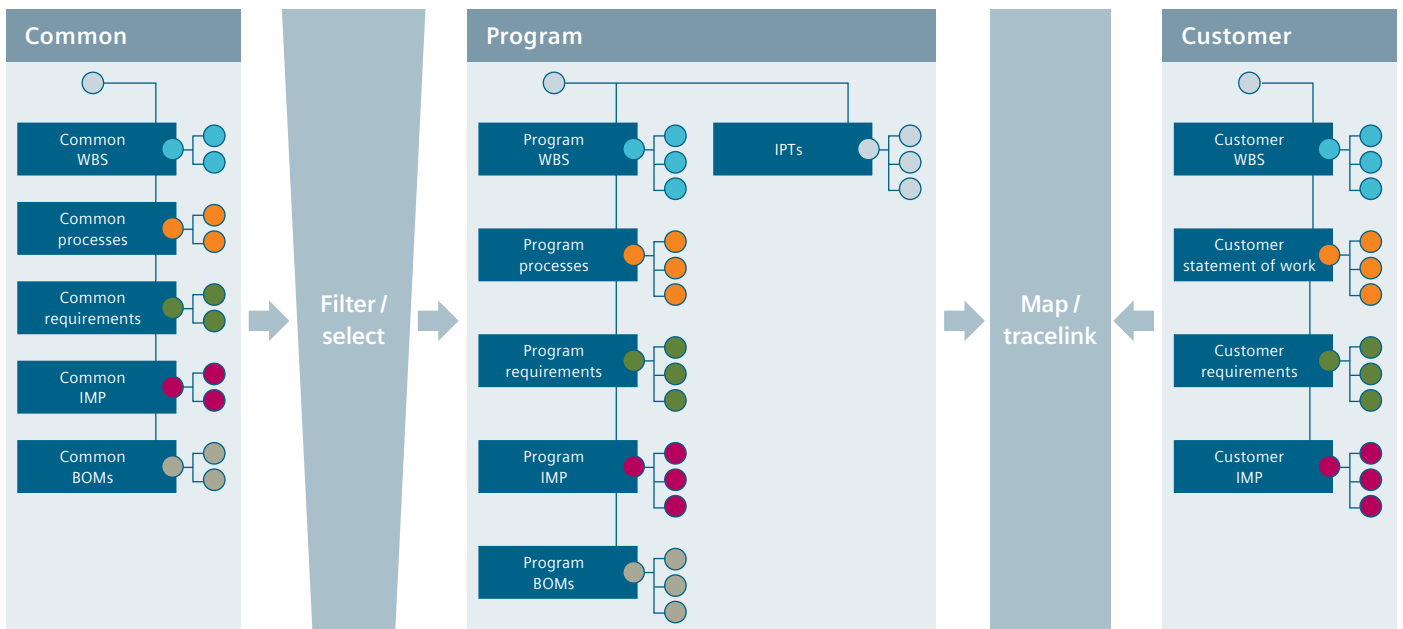 Common
Common
WBS
Common
processes
Common
requirements
Common
IMP
Common
BOMs
Filter /
select
Program
Program
WBS
IPTs
Program
processes
Program
requirements
Program
IMP
Program
BOMs
Map /
tracelink
Customer
Customer
WBS
Customer
statement of work
Customer
requirements
Customer
IMP